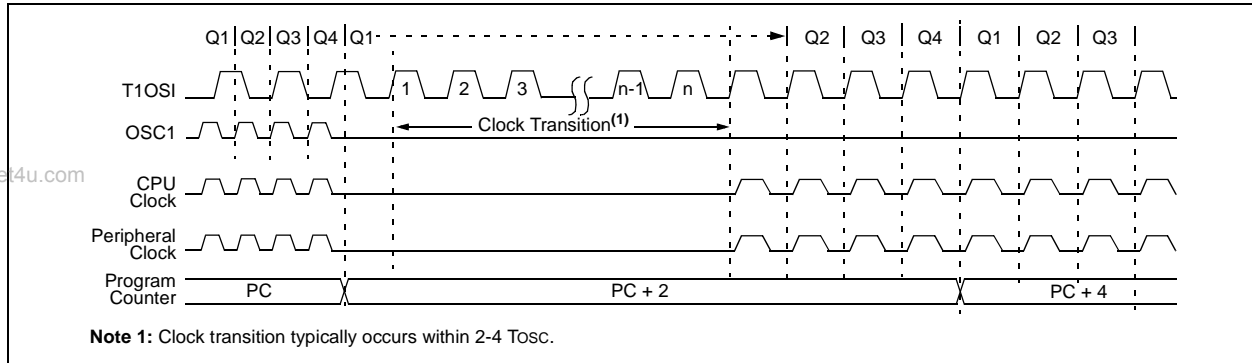 Q1 Q2 Q3 Q4 Q1 Q2 Q3 Q4 Q1 Q2 Q3
T1OSI 1 2 3 n-1 n
Clock Transition(1)
OSC1
et4u.com
CPU
Clock
Peripheral
Clock
Program
Counter
PC PC + 2 PC + 4
Note 1: Clock transition typically occurs within 2-4 TOSC.